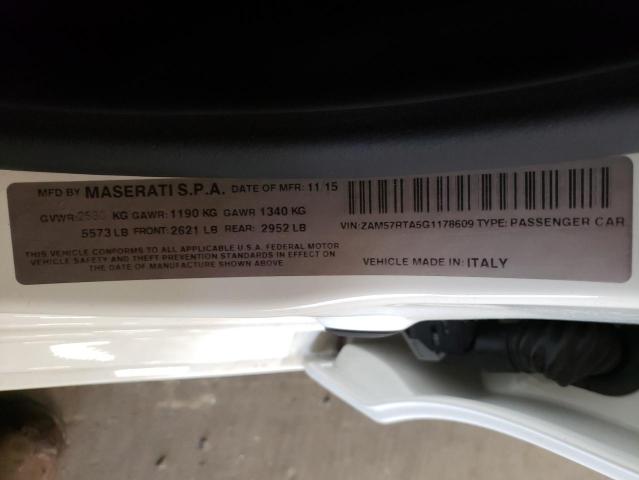 MFD BY MASERATI S.P.A. DATE OF MFR: 11 15
GVWR: KG GAWR: 1190 KG GAWR 1340 KG
5573 LB FRONT: 2621 LB REAR: 2952 LB
THIS VEHICLE CONFORMS TO ALL APPLICABLE U.S.A. FEDERAL MOTOR
VEHICLE SAFETY AND THEFT PREVENTION STANDARDS IN EFFECT ON
THE DATE OF MANUFACTURE SHOWN ABOVE
VIN: ZAM57RTA5G1178609 TYPE: PASSENGER CAR
VEHICLE MADE IN: ITALY